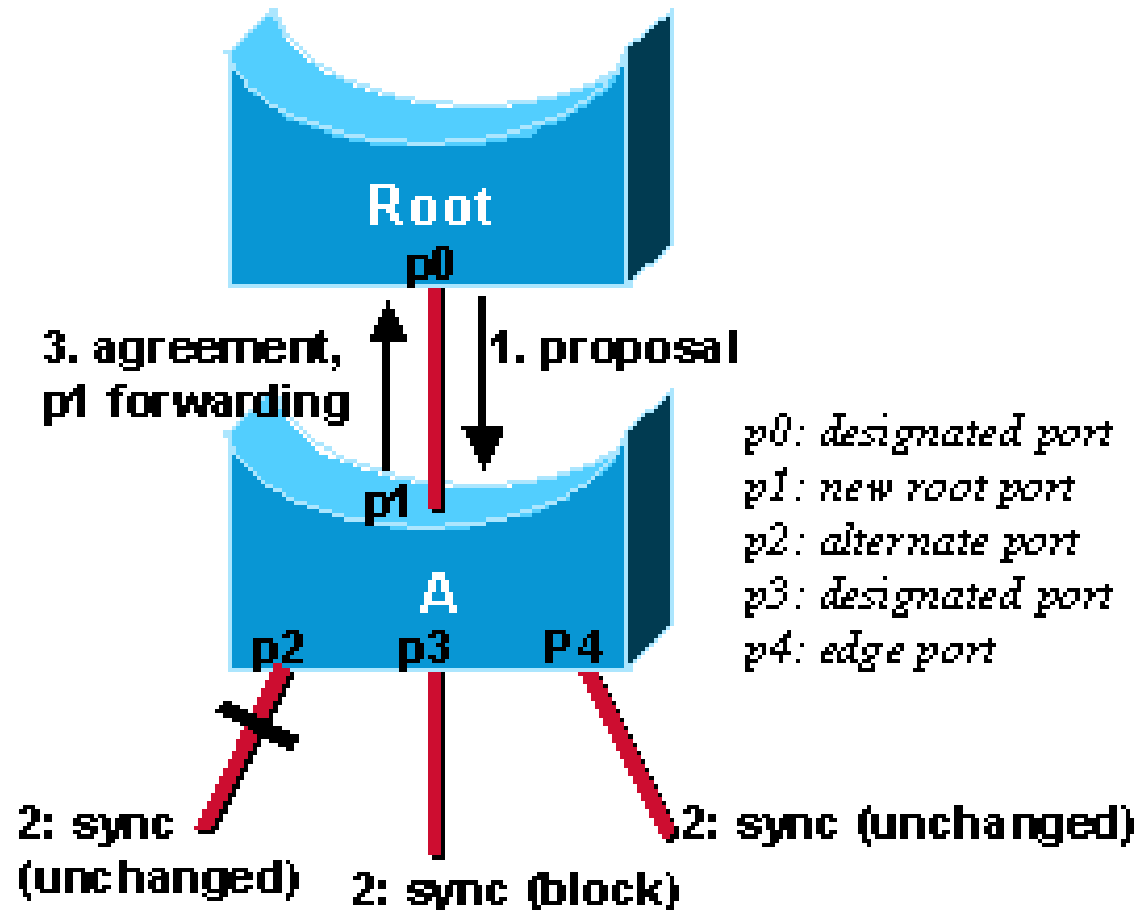 Root
p0
3. agreement,
p1 forwarding
1. proposal
p1
A
p2
p3
P4
p0: designated port
p1: new root port
p2: alternate port
p3: designated port
p4: edge port
2: sync
(unchanged)
2: sync (block)
2: sync (unchanged)